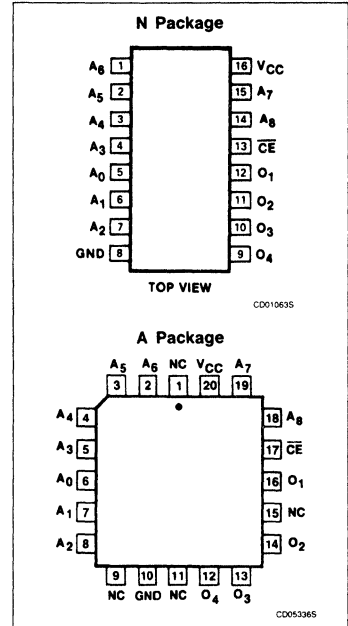 N Package
A6 1 16 VCC
A5 2 15 A7
A4 3 14 A8
A3 4 13 CE
A0 5 12 O1
A1 6 11 O2
A2 7 10 O3
GND 8 9 O4
TOP VIEW
CD01063S
A Package
A5 A6 NC VCC A7
3 2 1 20 19
A4 4 18 A8
A3 5 17 CE
A0 6 16 O1
A1 7 15 NC
A2 8 14 O2
9 10 11 12 13
NC GND NC O4 O3
CD05336S